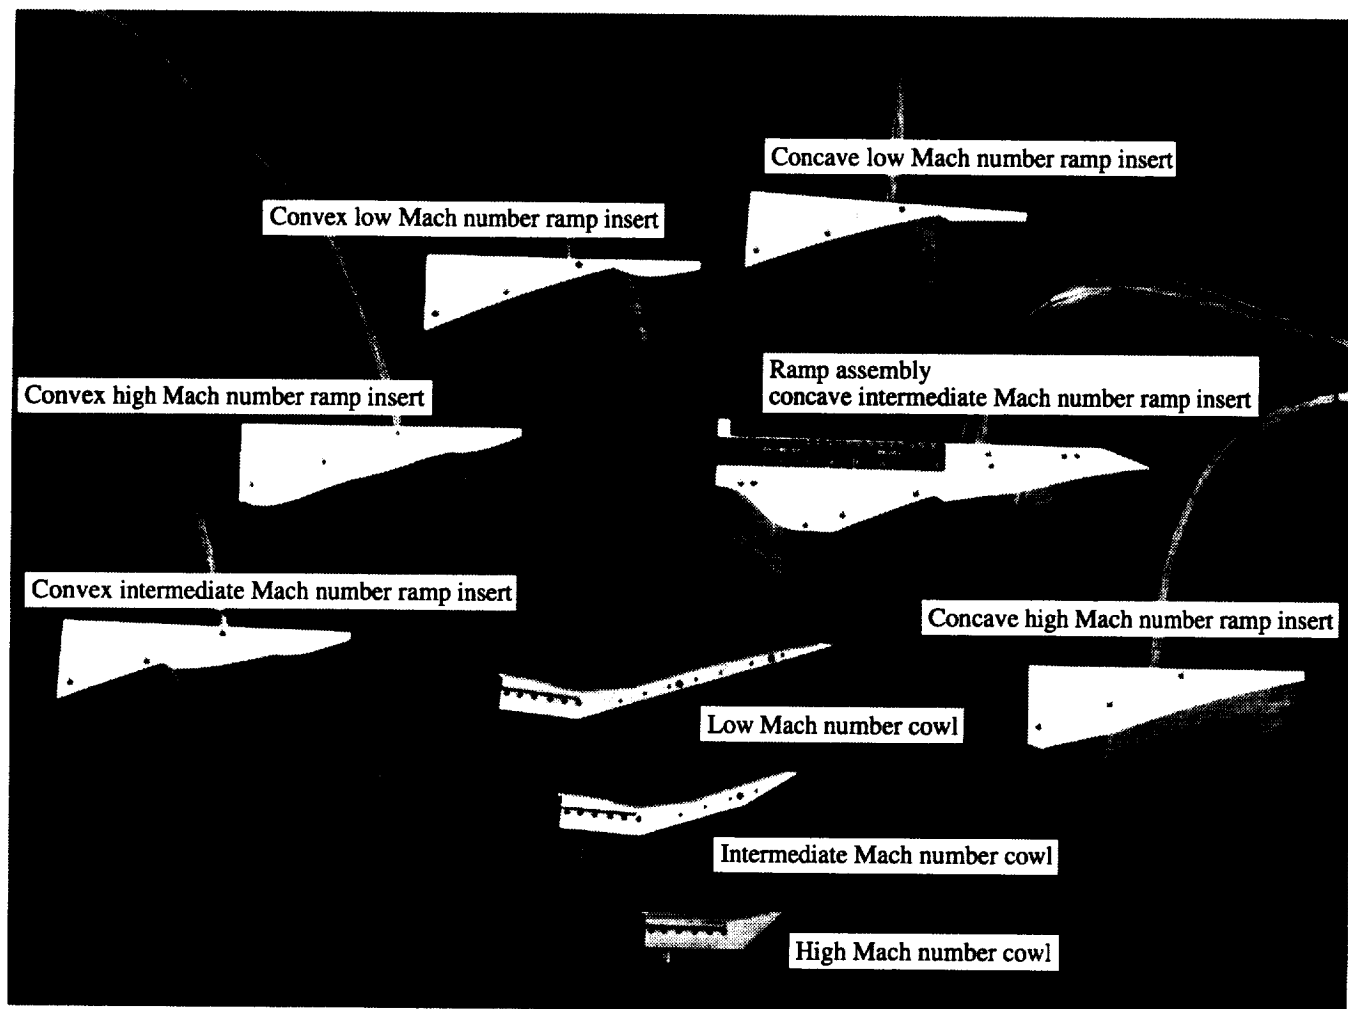 Concave low Mach number ramp insert
Convex low Mach number ramp insert
Convex high Mach number ramp insert
Ramp assembly
concave intermediate Mach number ramp insert
Convex intermediate Mach number ramp insert
Concave high Mach number ramp insert
Low Mach number cowl
Intermediate Mach number cowl
High Mach number cowl